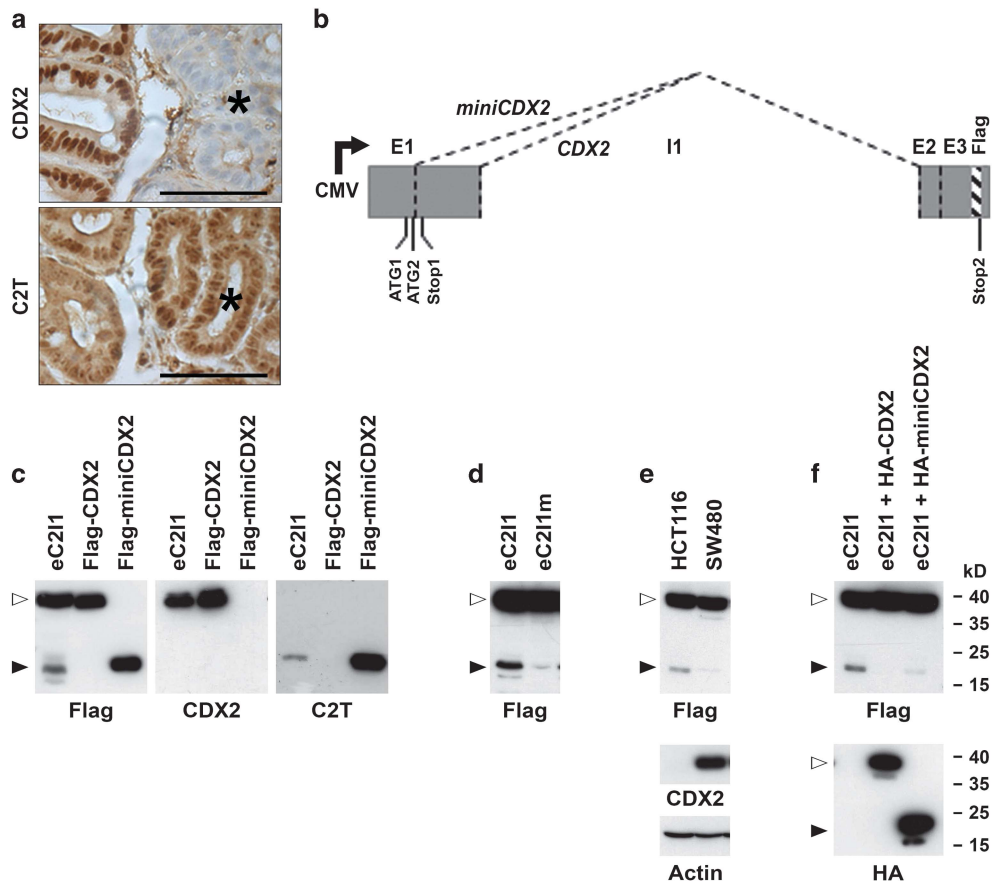 a
CDX2
*
C2T
*
b
miniCDX2
CDX2
CMV
E1
I1
E2
E3
Flag
ATG1
ATG2
Stop1
Stop2
c
eC2I1
Flag-CDX2
Flag-miniCDX2
eC2I1
Flag-CDX2
Flag-miniCDX2
eC2I1
Flag-CDX2
Flag-miniCDX2
Flag
CDX2
C2T
d
eC2I1
eC2I1m
Flag
e
HCT116
SW480
Flag
CDX2
Actin
f
eC2I1
eC2I1 + HA-CDX2
eC2I1 + HA-miniCDX2
kD
- 40
- 35
- 25
- 15
Flag
- 40
- 35
- 25
- 15
HA